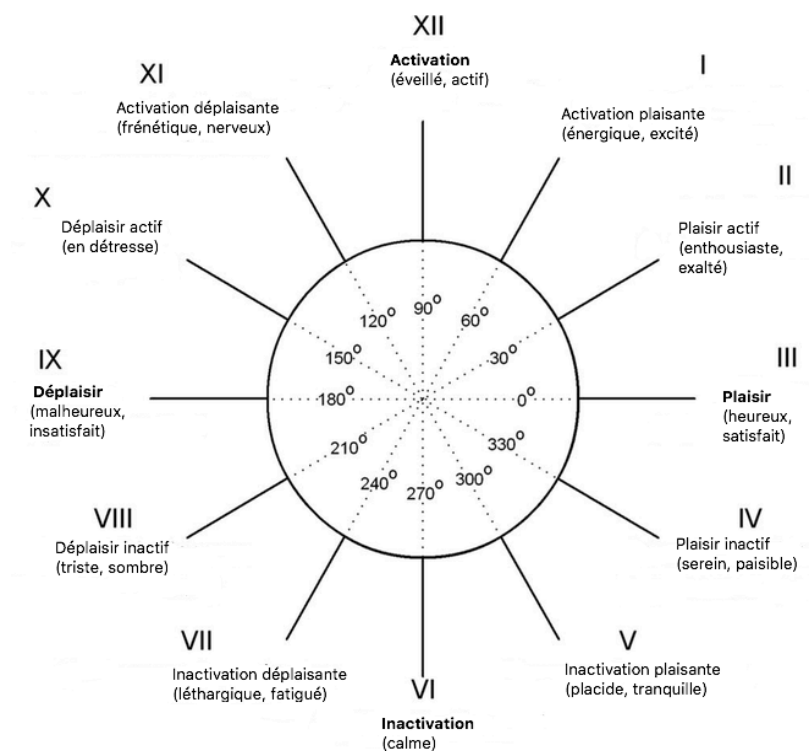 XII
Activation
(éveillé, actif)
I
Activation plaisante
(énergique, excité)
II
Plaisir actif
(enthousiaste,
exalté)
III
Plaisir
(heureux,
satisfait)
IV
Plaisir inactif
(serein, paisible)
V
Inactivation plaisante
(placide, tranquille)
VI
Inactivation
(calme)
VII
Inactivation déplaisante
(léthargique, fatigué)
VIII
Déplaisir inactif
(triste, sombre)
IX
Déplaisir
(malheureux,
insatisfait)
X
Déplaisir actif
(en détresse)
XI
Activation déplaisante
(frénétique, nerveux)
90°
60°
30°
0°
330°
300°
270°
240°
210°
180°
150°
120°